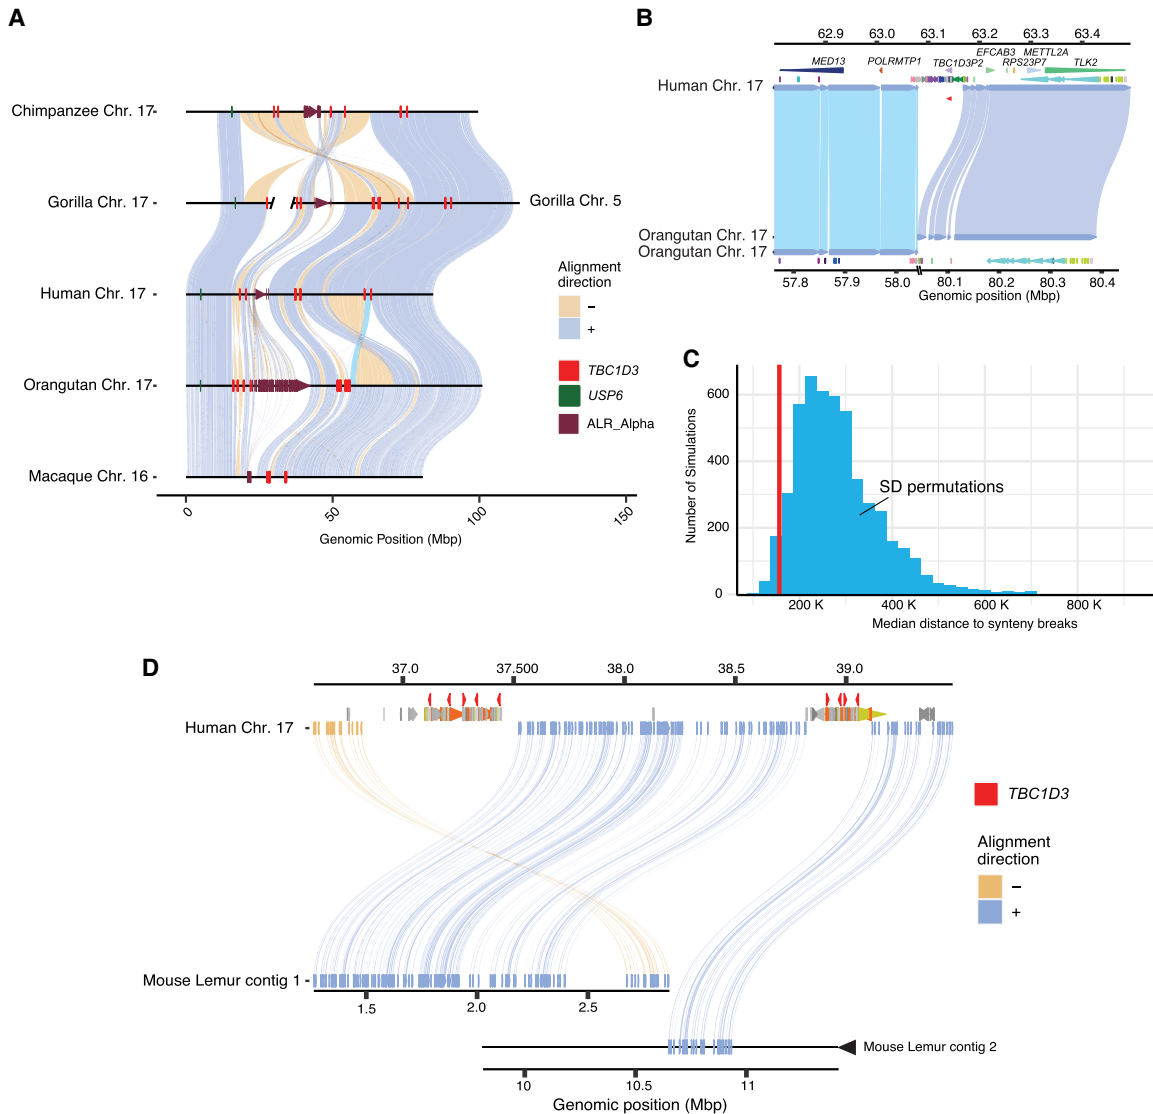 A
Chimpanzee Chr. 17
Gorilla Chr. 17
Gorilla Chr. 5
Human Chr. 17
Orangutan Chr. 17
Macaque Chr. 16
0
50
100
150
Genomic Position (Mbp)
Alignment
direction
–
+
TBC1D3
USP6
ALR_Alpha
B
62.9
63.0
63.1
63.2
63.3
63.4
EFCAB3
METTL2A
MED13
POLRMTP1
TBC1D3P2
RPS23P7
TLK2
Human Chr. 17
Orangutan Chr. 17
Orangutan Chr. 17
57.8
57.9
58.0
80.1
80.2
80.3
80.4
Genomic position (Mbp)
C
Number of Simulations
600
400
200
0
SD permutations
200 K
400 K
600 K
800 K
Median distance to synteny breaks
D
37.0
37.500
38.0
38.5
39.0
Human Chr. 17
TBC1D3
Alignment
direction
–
+
Mouse Lemur contig 1
1.5
2.0
2.5
Mouse Lemur contig 2
10
10.5
11
Genomic position (Mbp)